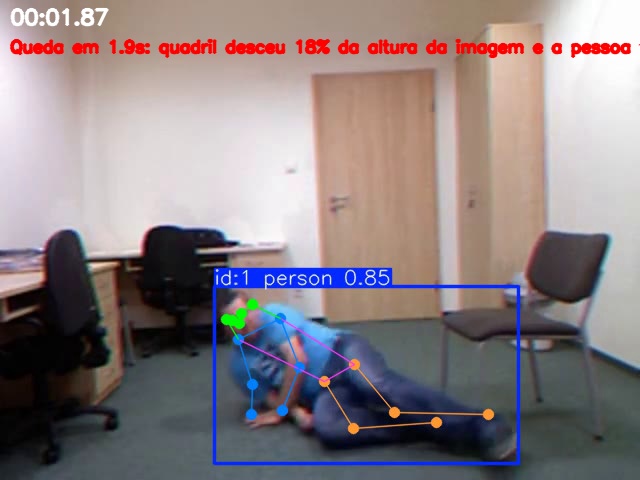 00:01.87
Queda em 1.9s: quadril desceu 18% da altura da imagem e a pessoa
id:1 person 0.85